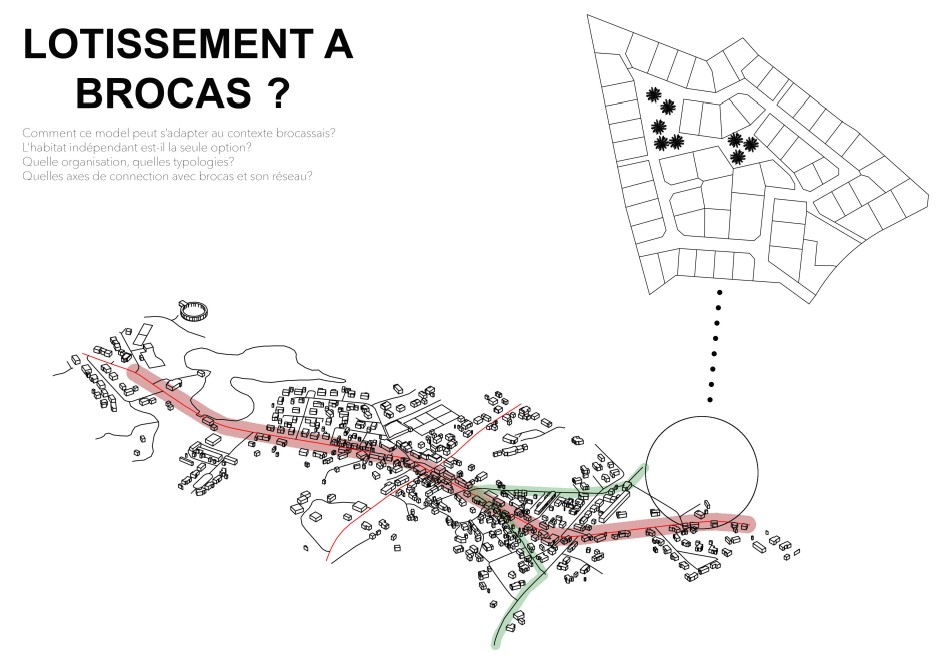 LOTISSEMENT A
BROCAS ?
Comment ce model peut s'adapter au contexte brocassais?
L'habitat indépendant est-il la seule option?
Quelle organisation, quelles typologies?
Quelles axes de connection avec brocas et son réseau?